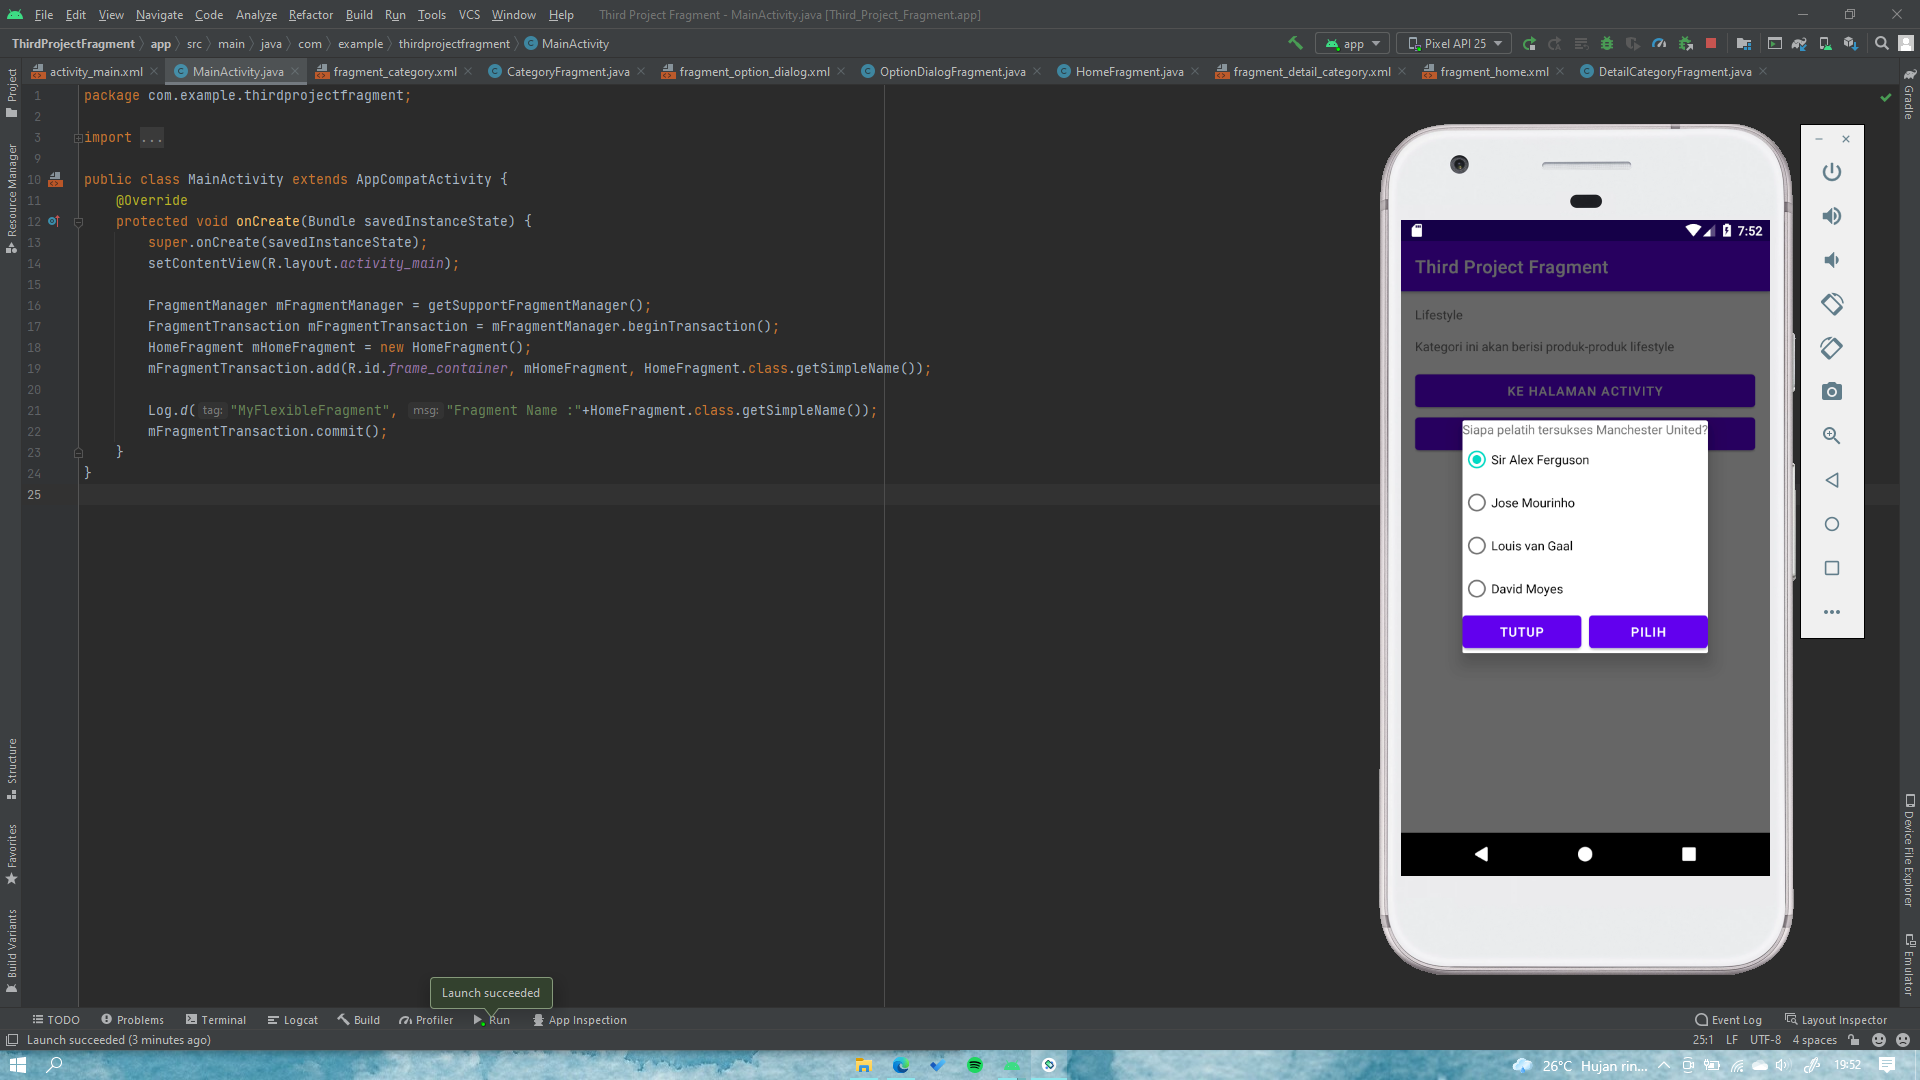 File Edit View Navigate Code Analyze Refactor Build Run Tools VCS Window Help Third Project Fragment - MainActivity.java [Third_Project_Fragment.app]
ThirdProjectFragment app src main java com example thirdprojectfragment MainActivity app Pixel API 25
activity_main.xml MainActivity.java fragment_category.xml CategoryFragment.java fragment_option_dialog.xml OptionDialogFragment.java HomeFragment.java fragment_detail_category.xml fragment_home.xml DetailCategoryFragment.java
Project
Resource Manager
Structure
Favorites
Build Variants
1 package com.example.thirdprojectfragment;
2
3 import ...
9
10 public class MainActivity extends AppCompatActivity {
11 @Override
12 protected void onCreate(Bundle savedInstanceState) {
13 super.onCreate(savedInstanceState);
14 setContentView(R.layout.activity_main);
15
16 FragmentManager mFragmentManager = getSupportFragmentManager();
17 FragmentTransaction mFragmentTransaction = mFragmentManager.beginTransaction();
18 HomeFragment mHomeFragment = new HomeFragment();
19 mFragmentTransaction.add(R.id.frame_container, mHomeFragment, HomeFragment.class.getSimpleName());
20
21 Log.d( tag: "MyFlexibleFragment", msg: "Fragment Name :"+HomeFragment.class.getSimpleName());
22 mFragmentTransaction.commit();
23 }
24 }
25
7:52
Third Project Fragment
Lifestyle
Kategori ini akan berisi produk-produk lifestyle
KE HALAMAN ACTIVITY
Siapa pelatih tersukses Manchester United?
Sir Alex Ferguson
Jose Mourinho
Louis van Gaal
David Moyes
TUTUP PILIH
Gradle
Device File Explorer
Emulator
Launch succeeded
TODO Problems Terminal Logcat Build Profiler Run App Inspection Event Log Layout Inspector
Launch succeeded (3 minutes ago) 25:1 LF UTF-8 4 spaces
26°C Hujan rin... 19:52